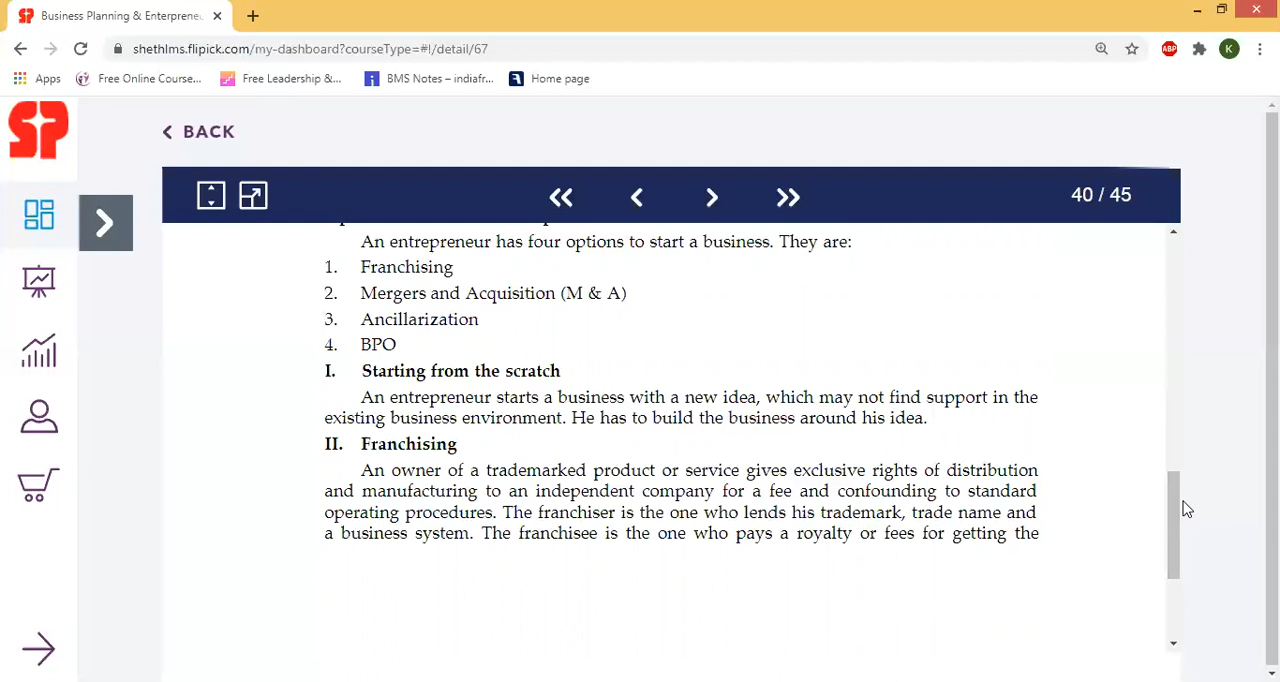 Business Planning & Enterpreneu
shethlms.flipick.com/my-dashboard?courseType=#!/detail/67
ABP
K
Apps
Free Online Course...
Free Leadership &...
BMS Notes – indiafr...
Home page
SP
BACK
40 / 45
An entrepreneur has four options to start a business. They are:
1. Franchising
2. Mergers and Acquisition (M & A)
3. Ancillarization
4. BPO
I. Starting from the scratch
An entrepreneur starts a business with a new idea, which may not find support in the
existing business environment. He has to build the business around his idea.
II. Franchising
An owner of a trademarked product or service gives exclusive rights of distribution
and manufacturing to an independent company for a fee and confounding to standard
operating procedures. The franchiser is the one who lends his trademark, trade name and
a business system. The franchisee is the one who pays a royalty or fees for getting the